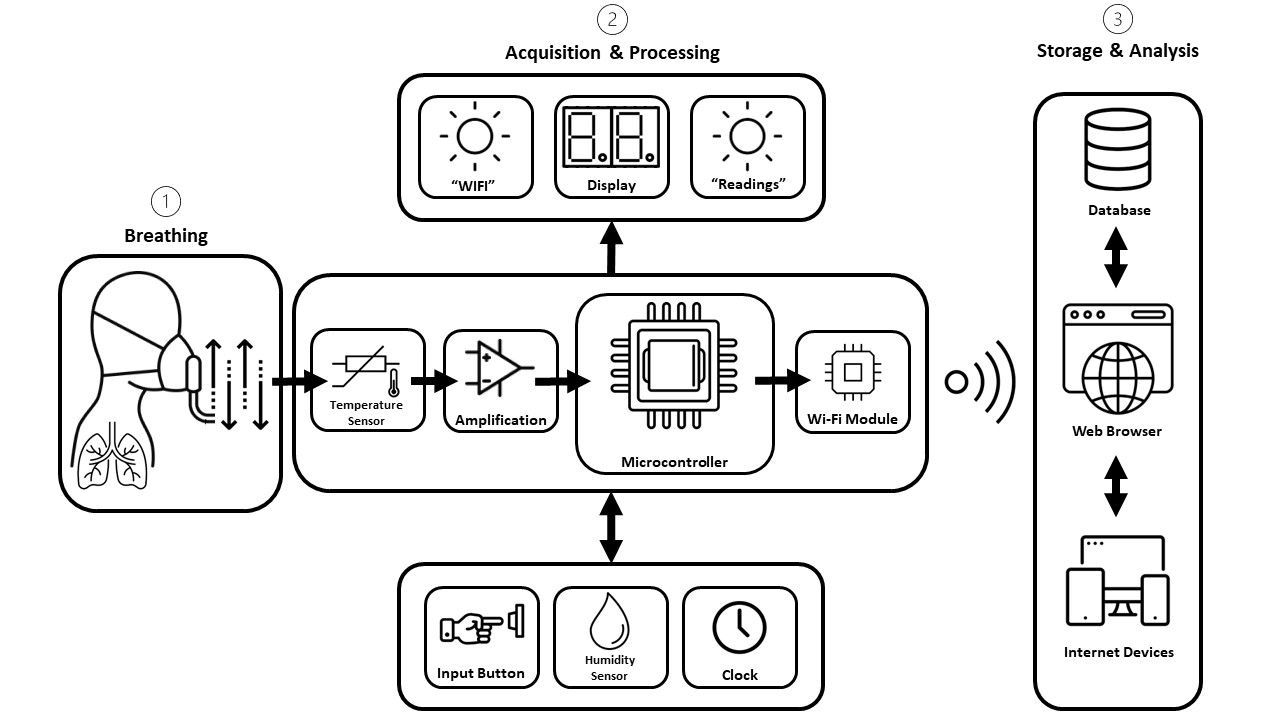 1
Breathing
2
Acquisition & Processing
“WIFI”
Display
“Readings”
Temperature
Sensor
Amplification
Microcontroller
Wi-Fi Module
Input Button
Humidity
Sensor
Clock
3
Storage & Analysis
Database
Web Browser
Internet Devices